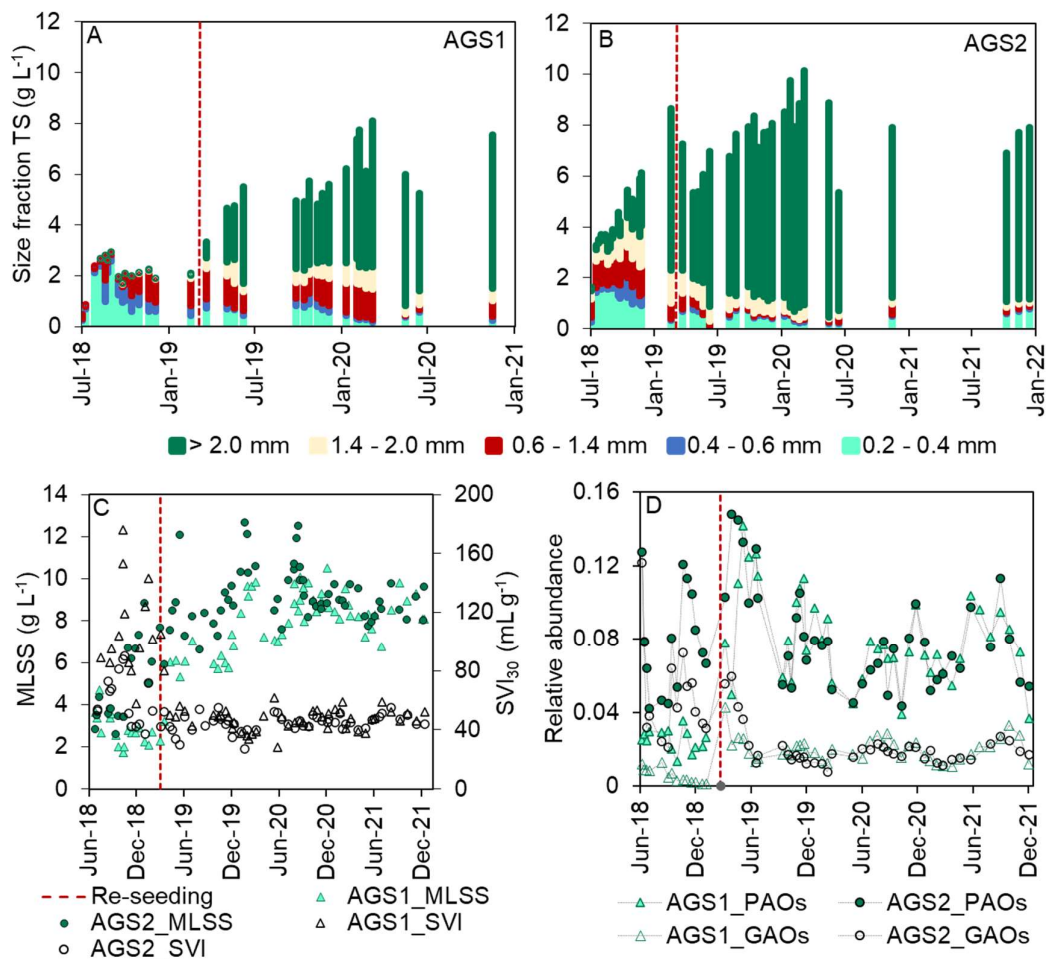 A AGS1
B AGS2
Size fraction TS (g L⁻¹)
12
10
8
6
4
2
0
Jul-18
Jan-19
Jul-19
Jan-20
Jul-20
Jan-21
12
10
8
6
4
2
0
Jul-18
Jan-19
Jul-19
Jan-20
Jul-20
Jan-21
Jul-21
Jan-22
> 2.0 mm 1.4 - 2.0 mm 0.6 - 1.4 mm 0.4 - 0.6 mm 0.2 - 0.4 mm
C
MLSS (g L⁻¹)
14
12
10
8
6
4
2
0
200
160
120
80
40
0
SVI₃₀ (mL g⁻¹)
Jun-18
Dec-18
Jun-19
Dec-19
Jun-20
Dec-20
Jun-21
Dec-21
Re-seeding AGS1_MLSS
AGS2_MLSS AGS1_SVI
AGS2_SVI
D
Relative abundance
0.16
0.12
0.08
0.04
0
Jun-18
Dec-18
Jun-19
Dec-19
Jun-20
Dec-20
Jun-21
Dec-21
AGS1_PAOs AGS2_PAOs
AGS1_GAOs AGS2_GAOs